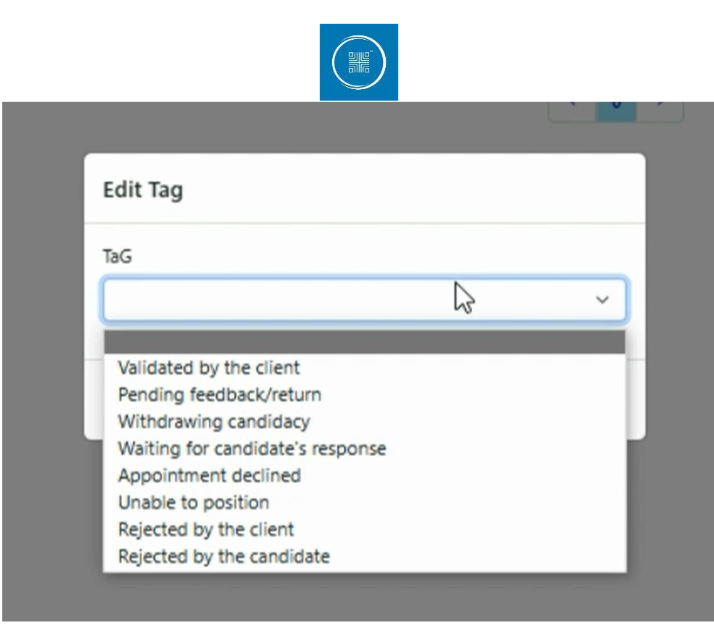 Edit Tag
TaG
Validated by the client
Pending feedback/return
Withdrawing candidacy
Waiting for candidate's response
Appointment declined
Unable to position
Rejected by the client
Rejected by the candidate